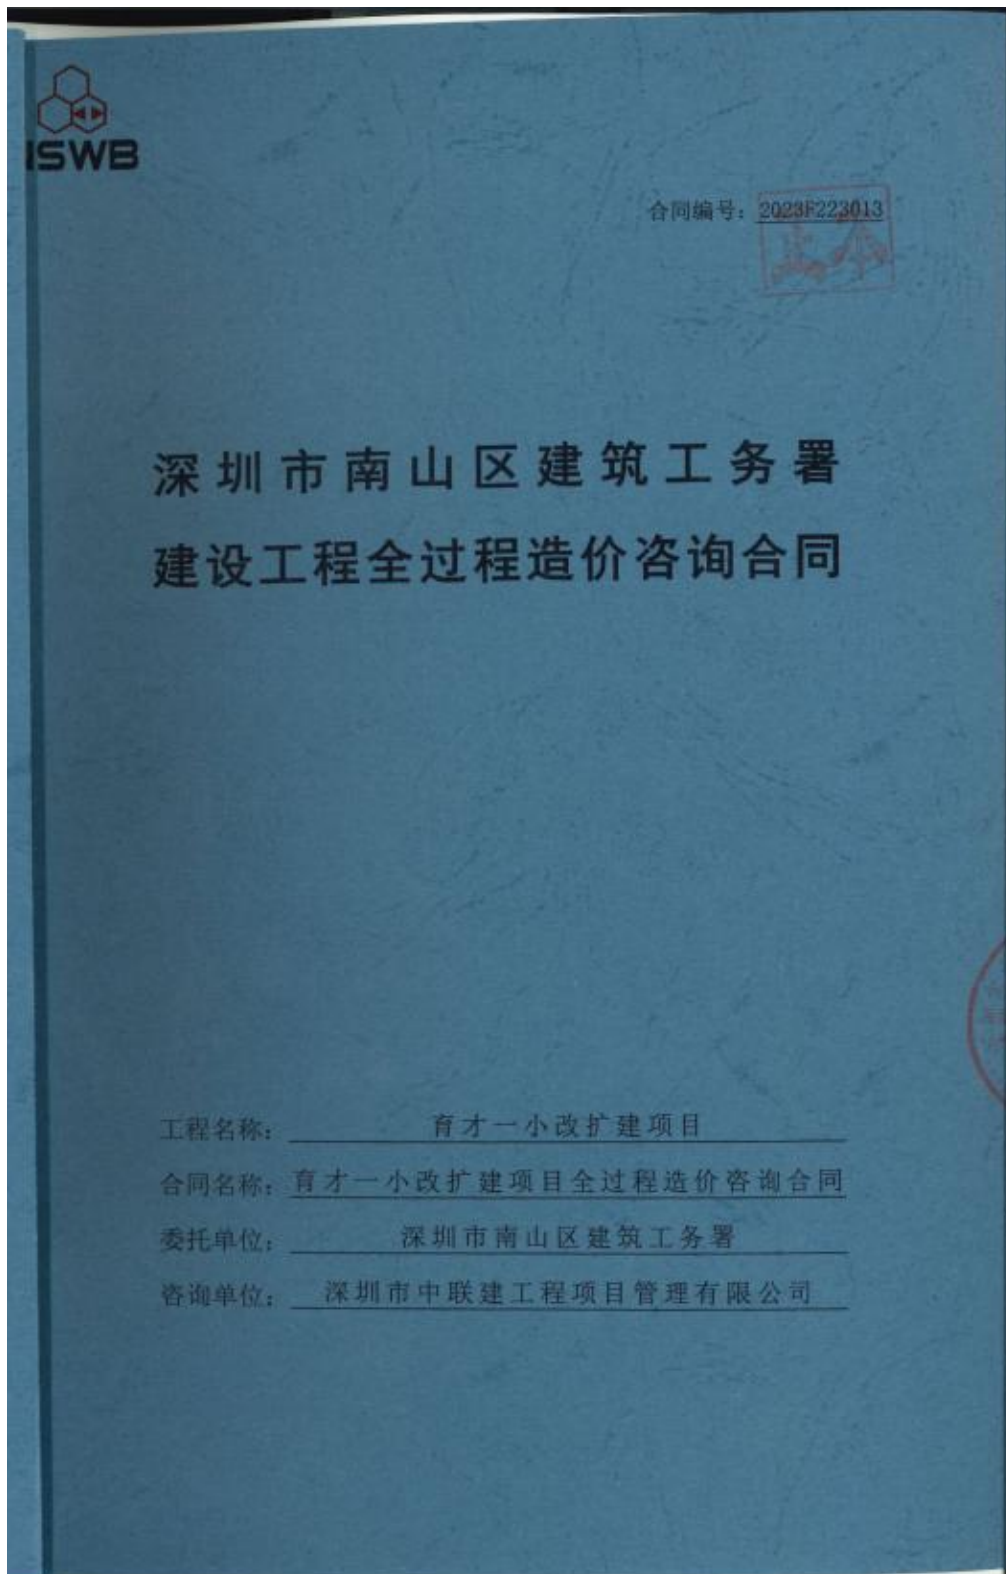 NSWB
合同编号：2023F223013
正本
深圳市南山区建筑工务署
建设工程全过程造价咨询合同
工程名称：育才一小改扩建项目
合同名称：育才一小改扩建项目全过程造价咨询合同
委托单位：深圳市南山区建筑工务署
咨询单位：深圳市中联建工程项目管理有限公司